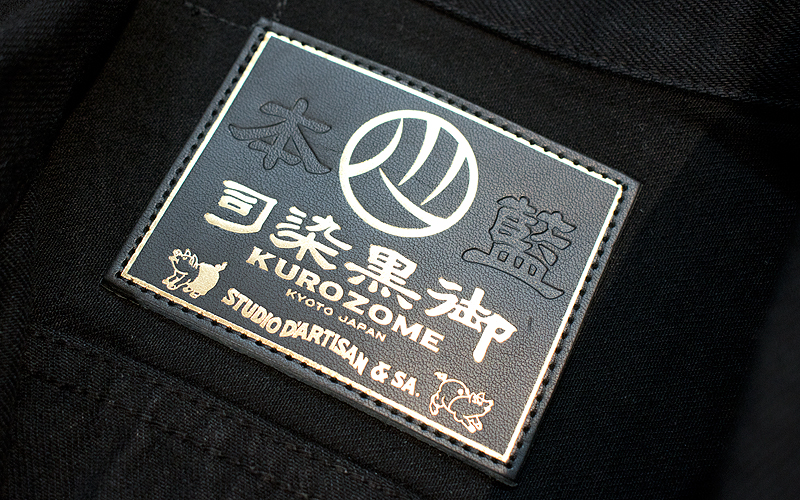 本藍
司染黒御
KUROZOME
KYOTO JAPAN
STUDIO D'ARTISAN & SA.